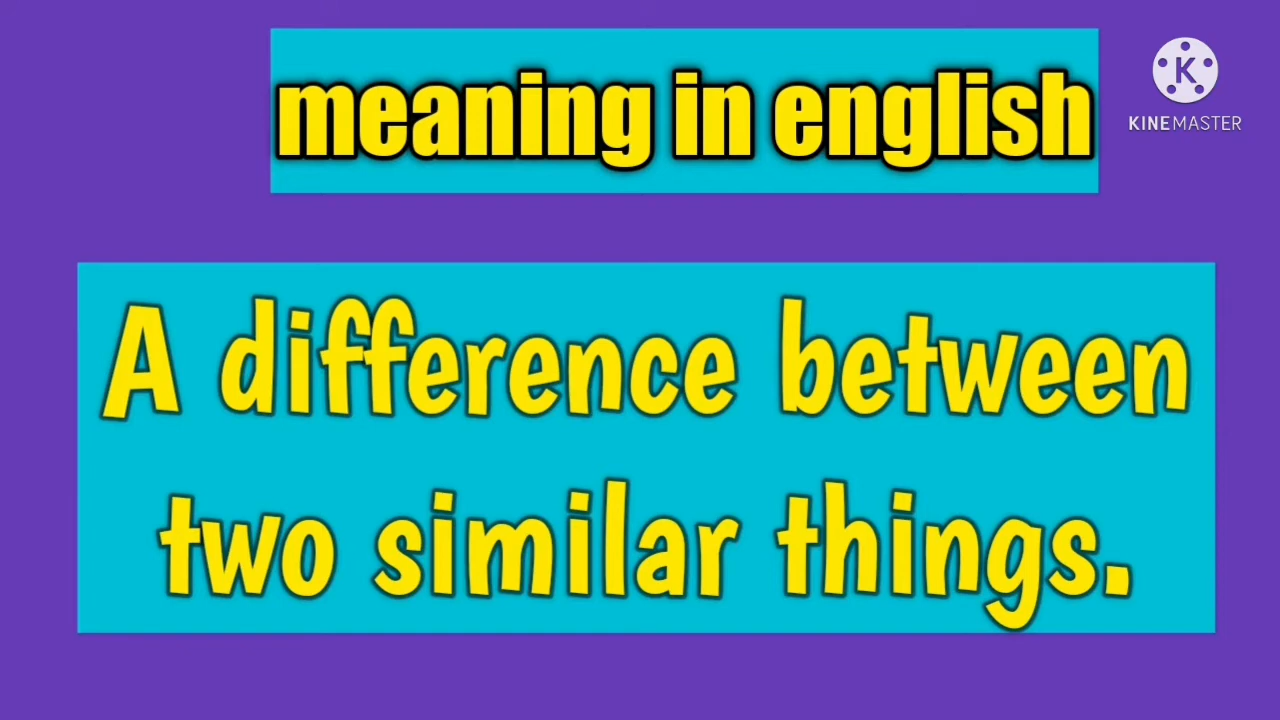 meaning in english
K
KINEMASTER
A difference between
two similar things.